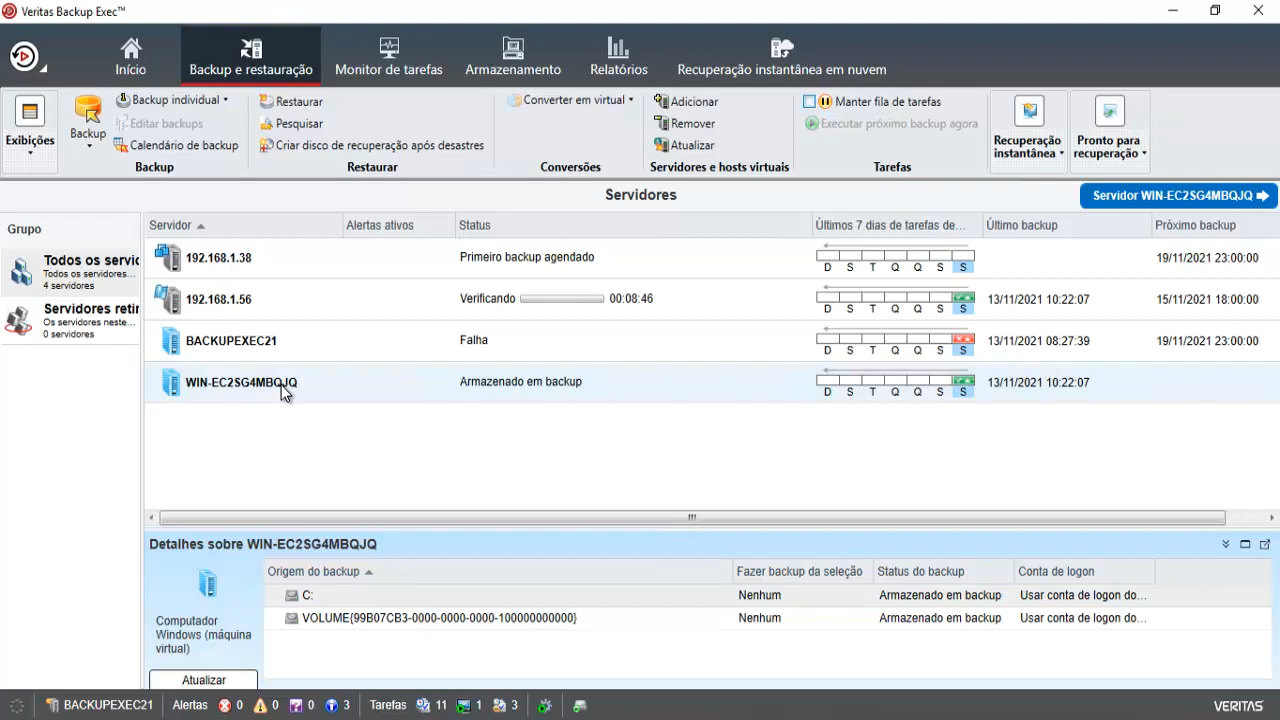 Veritas Backup Exec™
Início
Backup e restauração
Monitor de tarefas
Armazenamento
Relatórios
Recuperação instantânea em nuvem
Exibições
Backup
Backup individual
Editar backups
Calendário de backup
Backup
Restaurar
Pesquisar
Criar disco de recuperação após desastres
Restaurar
Converter em virtual
Conversões
Adicionar
Remover
Atualizar
Servidores e hosts virtuais
Manter fila de tarefas
Executar próximo backup agora
Tarefas
Recuperação
instantânea
Pronto para
recuperação
Servidores
Servidor WIN-EC2SG4MBQJQ
Grupo
Todos os servic
Todos os servidores...
4 servidores
Servidores retir
Os servidores neste...
0 servidores
Servidor Alertas ativos Status Últimos 7 dias de tarefas de... Último backup Próximo backup
192.168.1.38 Primeiro backup agendado 19/11/2021 23:00:00
D S T Q Q S S
192.168.1.56 Verificando 00:08:46 13/11/2021 10:22:07 15/11/2021 18:00:00
D S T Q Q S S
BACKUPEXEC21 Falha 13/11/2021 08:27:39 19/11/2021 23:00:00
D S T Q Q S S
WIN-EC2SG4MBQJQ Armazenado em backup 13/11/2021 10:22:07
D S T Q Q S S
Detalhes sobre WIN-EC2SG4MBQJQ
Computador
Windows (máquina
virtual)
Atualizar
Origem do backup Fazer backup da seleção Status do backup Conta de logon
C: Nenhum Armazenado em backup Usar conta de logon do...
VOLUME{99B07CB3-0000-0000-0000-100000000000} Nenhum Armazenado em backup Usar conta de logon do...
BACKUPEXEC21 Alertas 0 0 0 3 Tarefas 11 1 3 VERITAS